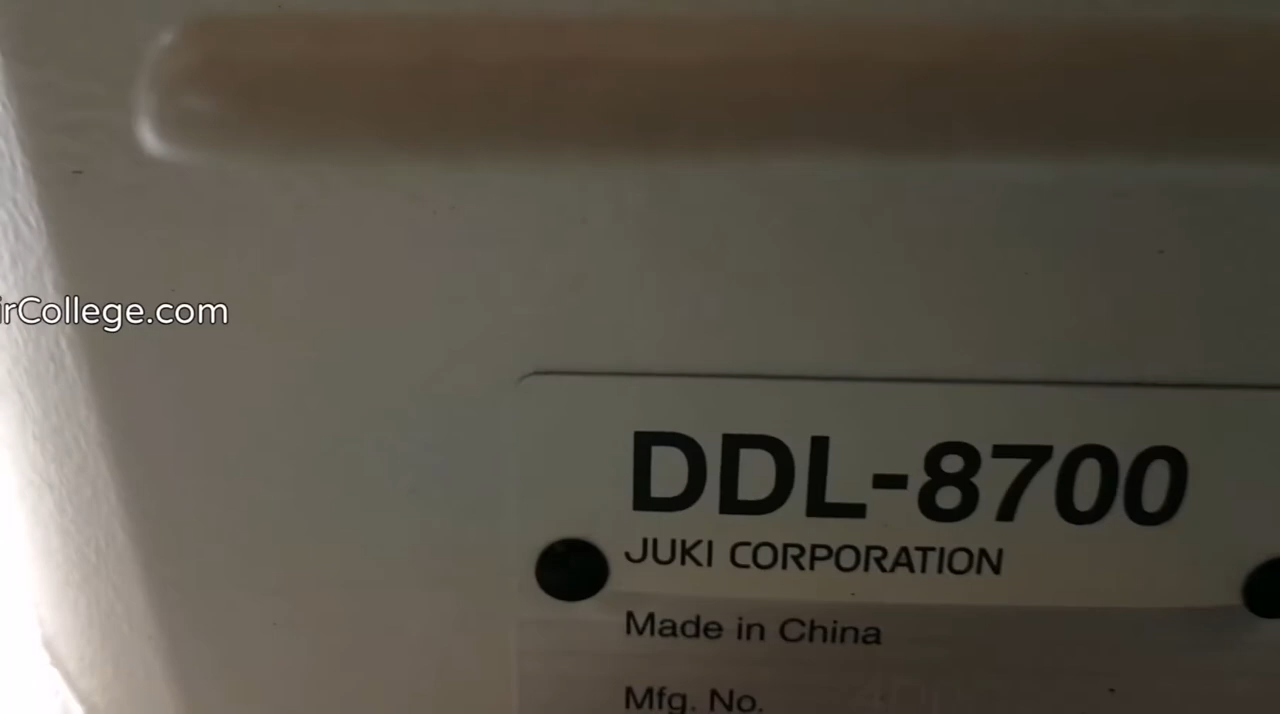 irCollege.com
DDL-8700
JUKI CORPORATION
Made in China
Mfg. No.